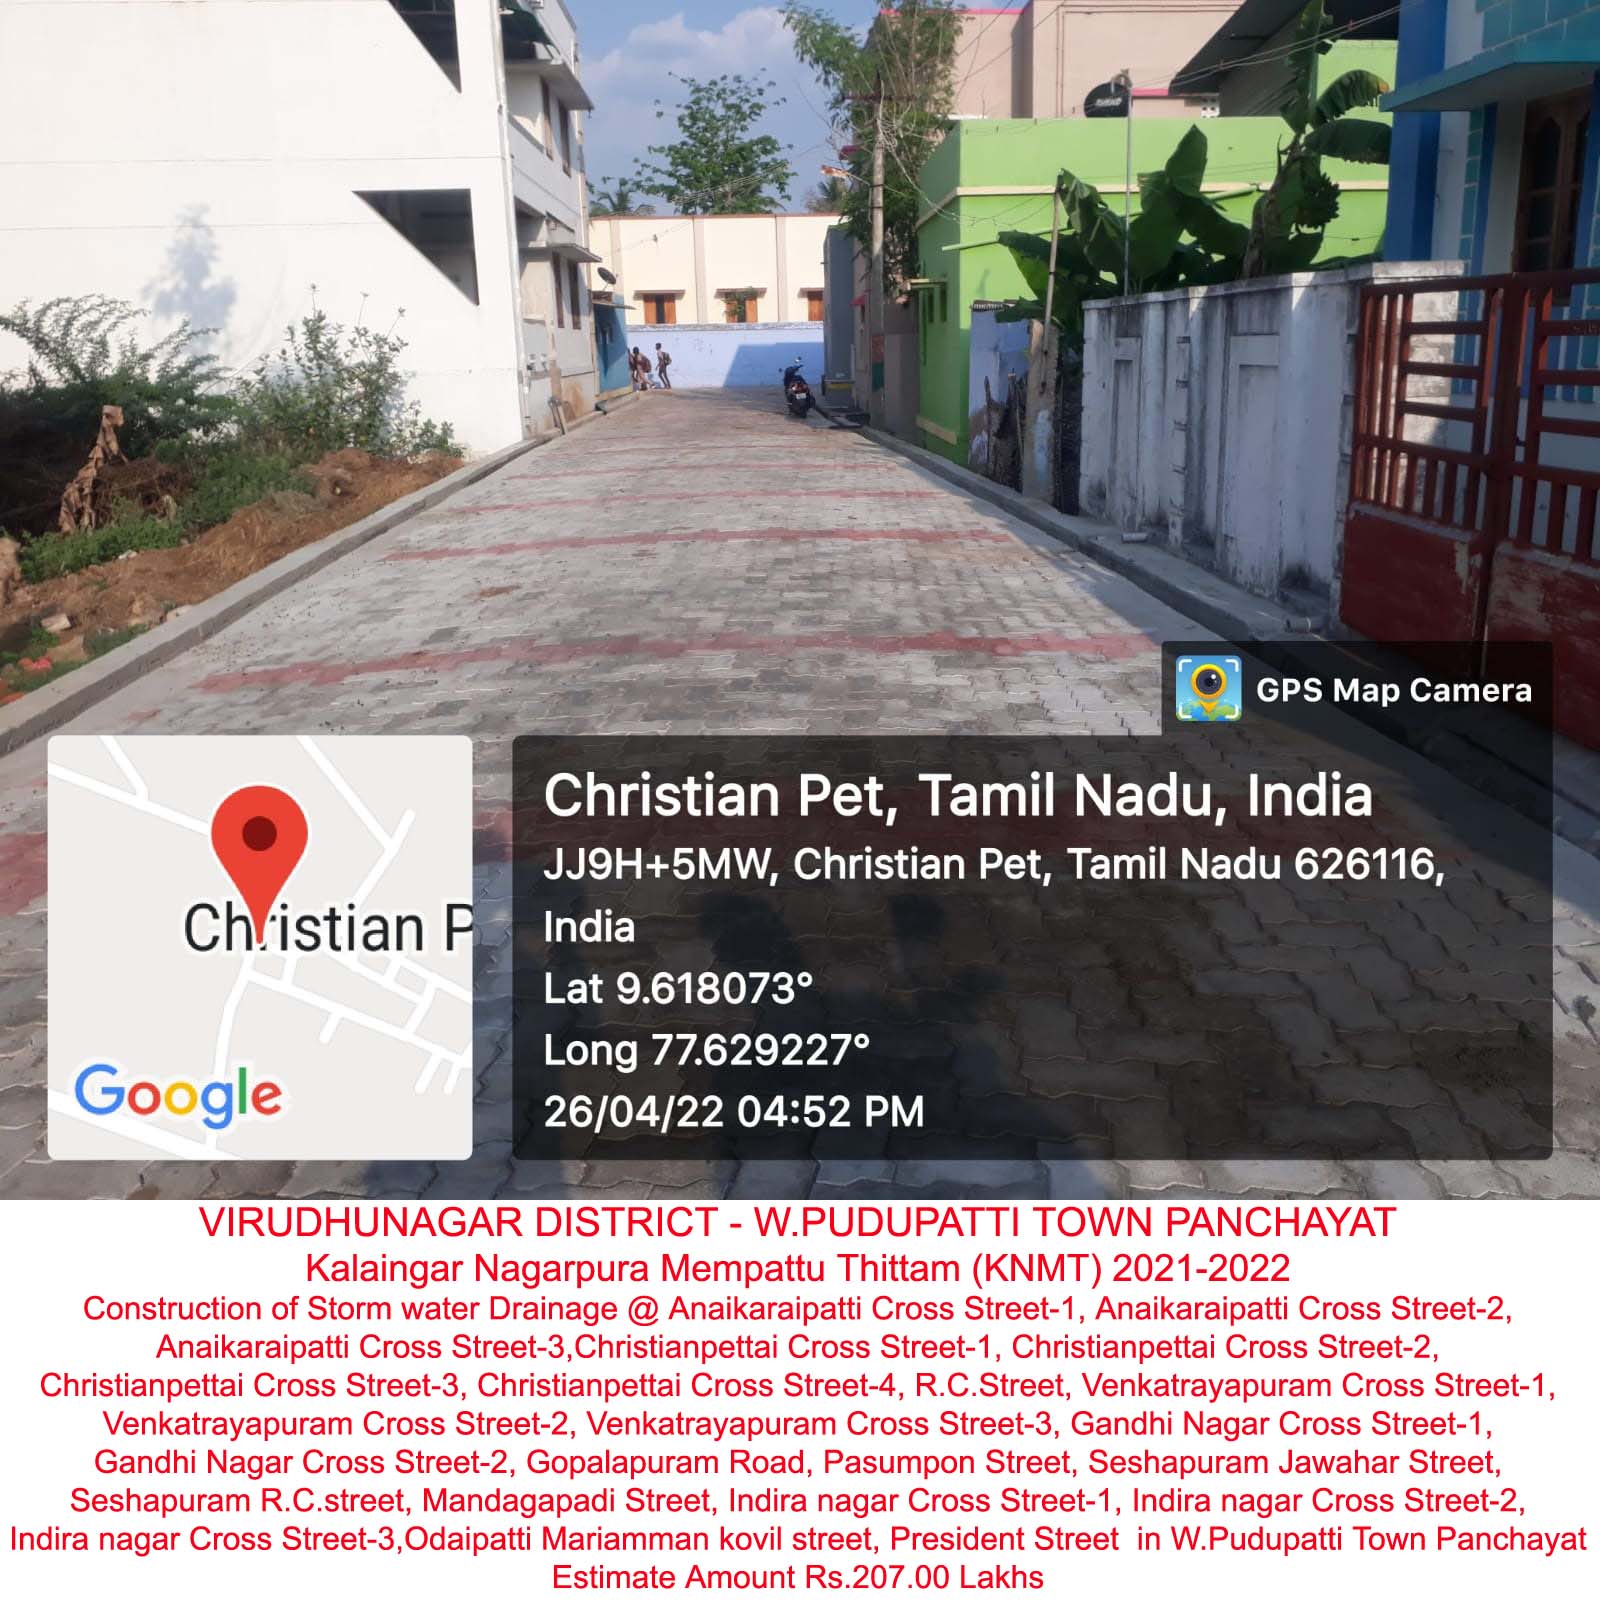 GPS Map Camera
Christian Pet, Tamil Nadu, India
JJ9H+5MW, Christian Pet, Tamil Nadu 626116,
India
Lat 9.618073°
Long 77.629227°
26/04/22 04:52 PM
Christian P
Google
VIRUDHUNAGAR DISTRICT - W.PUDUPATTI TOWN PANCHAYAT
Kalaingar Nagarpura Mempattu Thittam (KNMT) 2021-2022
Construction of Storm water Drainage @ Anaikaraipatti Cross Street-1, Anaikaraipatti Cross Street-2,
Anaikaraipatti Cross Street-3,Christianpettai Cross Street-1, Christianpettai Cross Street-2,
Christianpettai Cross Street-3, Christianpettai Cross Street-4, R.C.Street, Venkatrayapuram Cross Street-1,
Venkatrayapuram Cross Street-2, Venkatrayapuram Cross Street-3, Gandhi Nagar Cross Street-1,
Gandhi Nagar Cross Street-2, Gopalapuram Road, Pasumpon Street, Seshapuram Jawahar Street,
Seshapuram R.C.street, Mandagapadi Street, Indira nagar Cross Street-1, Indira nagar Cross Street-2,
Indira nagar Cross Street-3,Odaipatti Mariamman kovil street, President Street  in W.Pudupatti Town Panchayat
Estimate Amount Rs.207.00 Lakhs